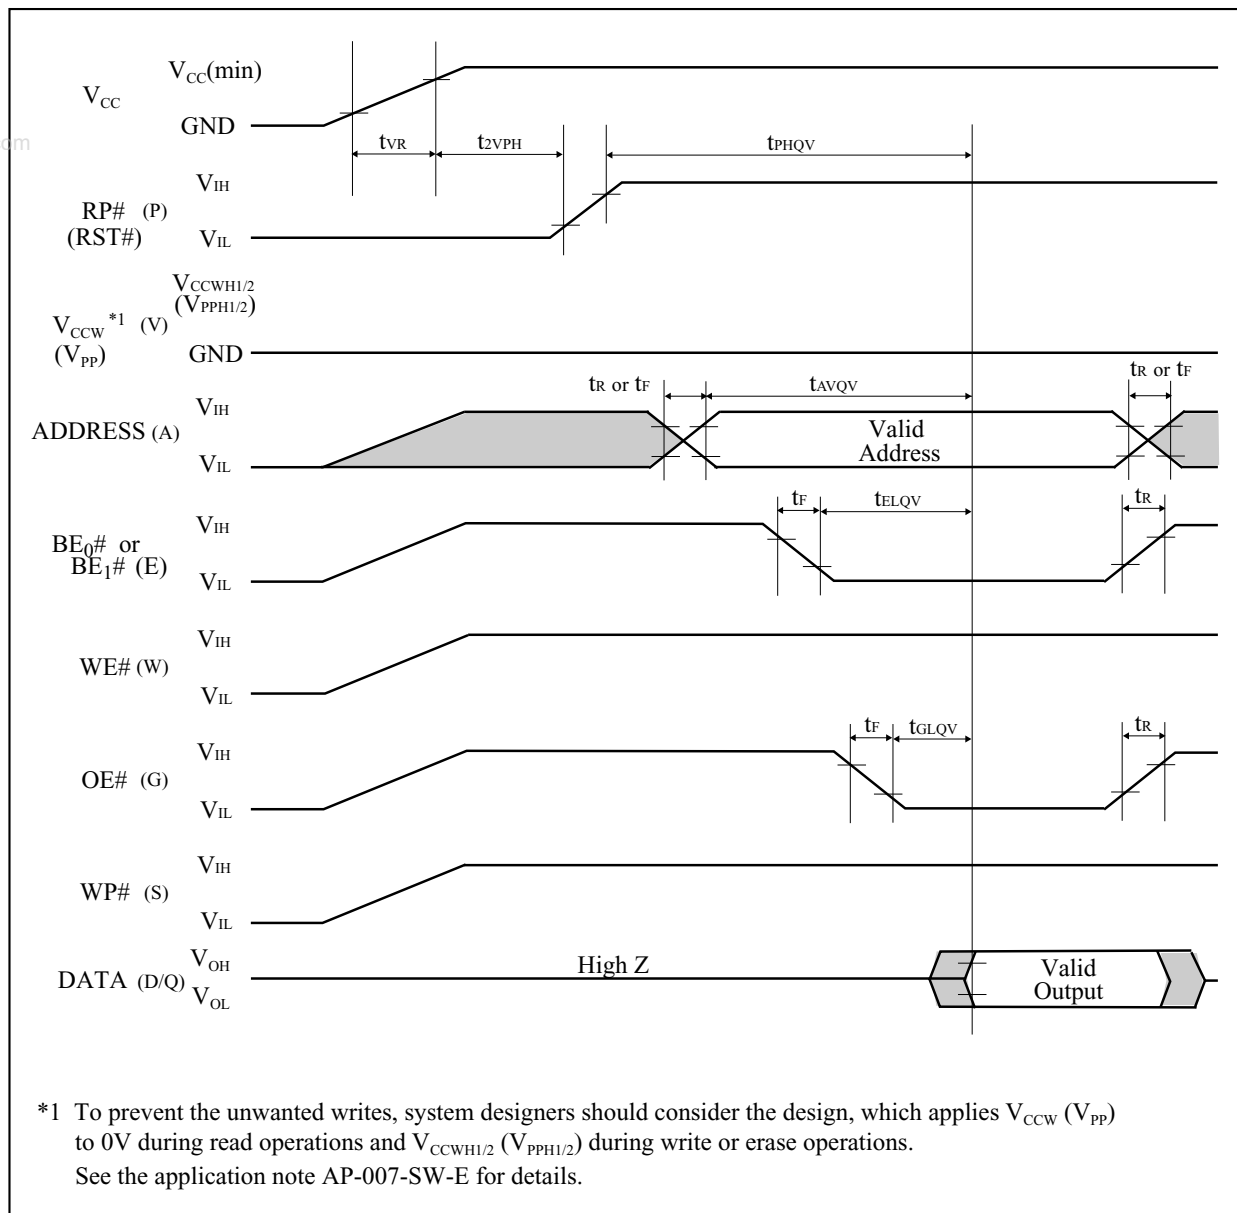 VCC(min)
VCC
GND
om
tVR
t2VPH
tPHQV
VIH
RP# (P)
(RST#)
VIL
VCCWH1/2
(VPPH1/2)
VCCW *1 (V)
(VPP)
GND
tR or tF
tAVQV
tR or tF
VIH
ADDRESS (A)
Valid
Address
VIL
tF
tELQV
tR
VIH
BE0# or
BE1# (E)
VIL
VIH
WE# (W)
VIL
tF
tGLQV
tR
VIH
OE# (G)
VIL
VIH
WP# (S)
VIL
VOH
High Z
DATA (D/Q)
Valid
Output
VOL
*1 To prevent the unwanted writes, system designers should consider the design, which applies VCCW (VPP)
to 0V during read operations and VCCWH1/2 (VPPH1/2) during write or erase operations.
See the application note AP-007-SW-E for details.